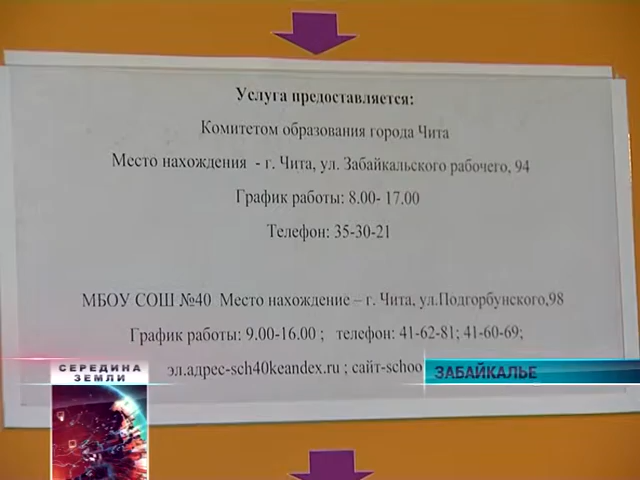 Услуга предоставляется:
Комитетом образования города Чита
Место нахождения - г. Чита, ул. Забайкальского рабочего, 94
График работы: 8.00- 17.00
Телефон: 35-30-21
МБОУ СОШ №40 Место нахождение – г. Чита, ул.Подгорбунского,98
График работы: 9.00-16.00 ; телефон: 41-62-81; 41-60-69;
эл.адрес-sch40keandex.ru ; сайт-schoo
СЕРЕДИНА
ЗЕМЛИ
ЗАБАЙКАЛЬЕ